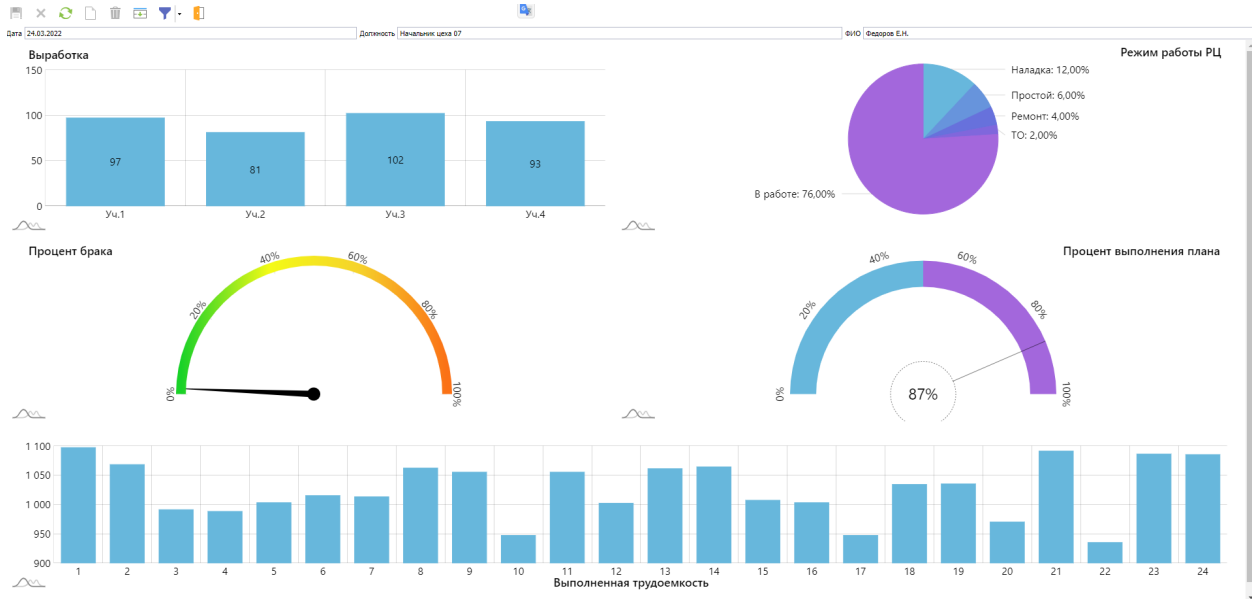 Дата 24.03.2022 Должность Начальник цеха 07 ФИО Федоров Е.Н.
Выработка
150
100
50
0
97
81
102
93
Уч.1 Уч.2 Уч.3 Уч.4
Режим работы РЦ
Наладка: 12,00%
Простой: 6,00%
Ремонт: 4,00%
ТО: 2,00%
В работе: 76,00%
Процент брака
0%
20%
40%
60%
80%
100%
Процент выполнения плана
0%
20%
40%
60%
80%
100%
87%
1 100
1 050
1 000
950
900
1 2 3 4 5 6 7 8 9 10 11 12 13 14 15 16 17 18 19 20 21 22 23 24
Выполненная трудоемкость